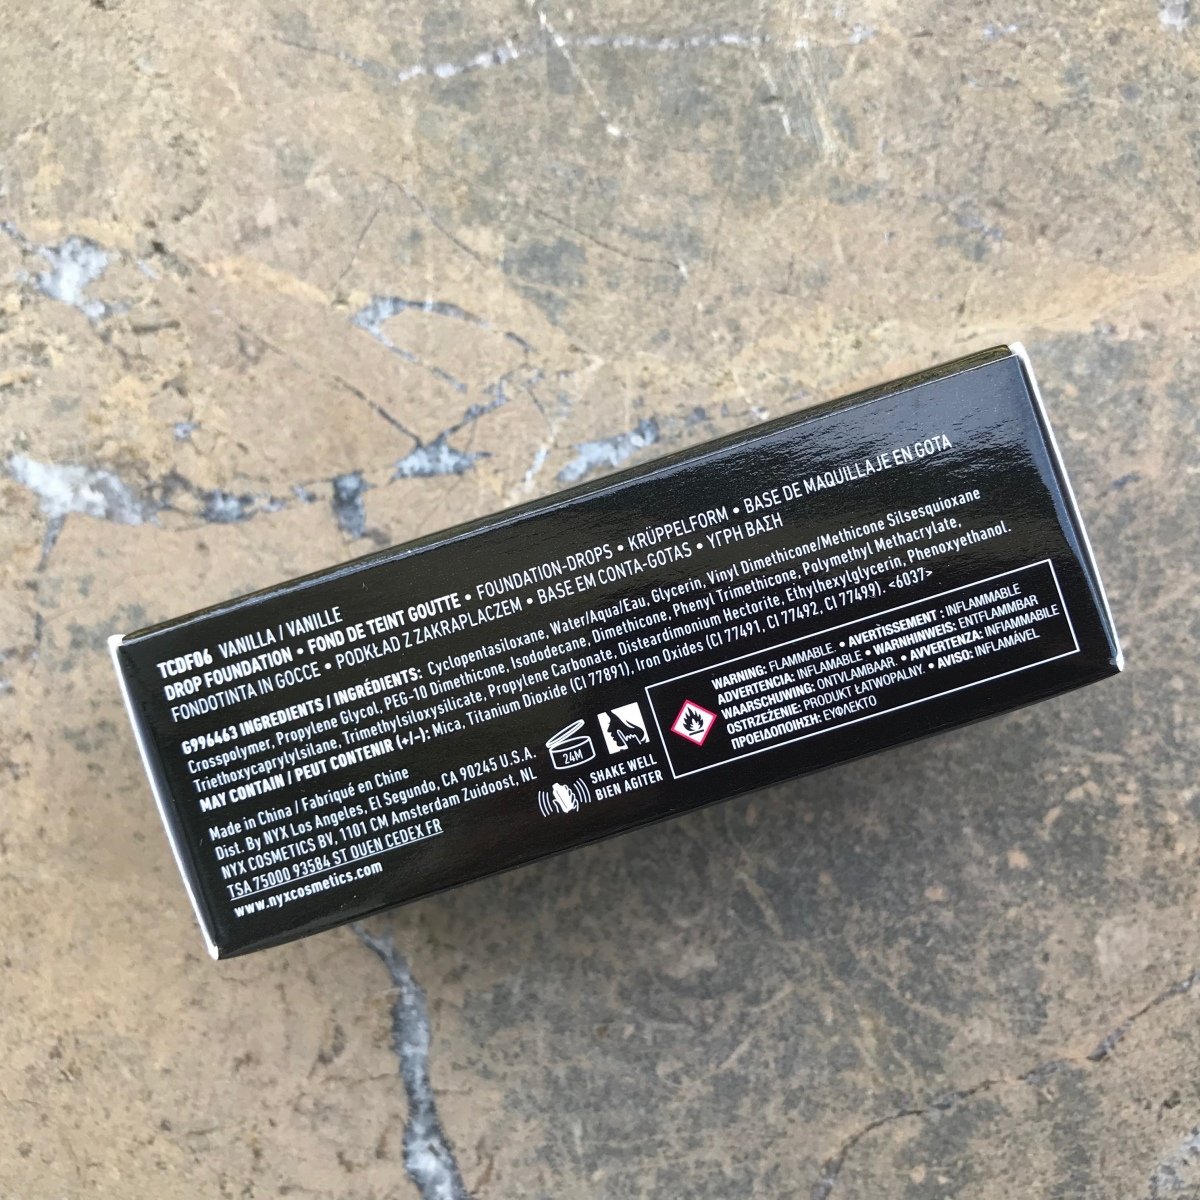 TCDF06 VANILLA / VANILLE
DROP FOUNDATION • FOND DE TEINT GOUTTE • FOUNDATION-DROPS • KRÜPPELFORM • BASE DE MAQUILLAJE EN GOTA
FONDOTINTA IN GOCCE • PODKŁAD Z ZAKRAPLACZEM • BASE EM CONTA-GOTAS • ΥΓΡΗ ΒΑΣΗ
G996463 INGREDIENTS / INGRÉDIENTS: Cyclopentasiloxane, Water/Aqua/Eau, Glycerin, Vinyl Dimethicone/Methicone Silsesquioxane
Crosspolymer, Propylene Glycol, PEG-10 Dimethicone, Isododecane, Dimethicone, Phenyl Trimethicone, Polymethyl Methacrylate,
Triethoxycaprylylsilane, Trimethylsiloxysilicate, Propylene Carbonate, Disteardimonium Hectorite, Ethylhexylglycerin, Phenoxyethanol.
MAY CONTAIN / PEUT CONTENIR (+/-): Mica, Titanium Dioxide (CI 77891), Iron Oxides (CI 77491, CI 77492, CI 77499). <6037>
Made in China / Fabriqué en Chine
Dist. By NYX Los Angeles, El Segundo, CA 90245 U.S.A.
NYX COSMETICS BV, 1101 CM Amsterdam Zuidoost, NL
TSA 75000 93584 ST OUEN CEDEX FR
www.nyxcosmetics.com
24M
SHAKE WELL
BIEN AGITER
WARNING: FLAMMABLE. • AVERTISSEMENT : INFLAMMABLE
ADVERTENCIA: INFLAMABLE • WARNHINWEIS: ENTFLAMMBAR
WAARSCHUWING: ONTVLAMBAAR. • AVVERTENZA: INFIAMMABILE
OSTRZEŻENIE: PRODUKT ŁATWOPALNY. • AVISO: INFLAMÁVEL
ΠΡΟΕΙΔΟΠΟΙΗΣΗ: ΕΥΦΛΕΚΤΟ